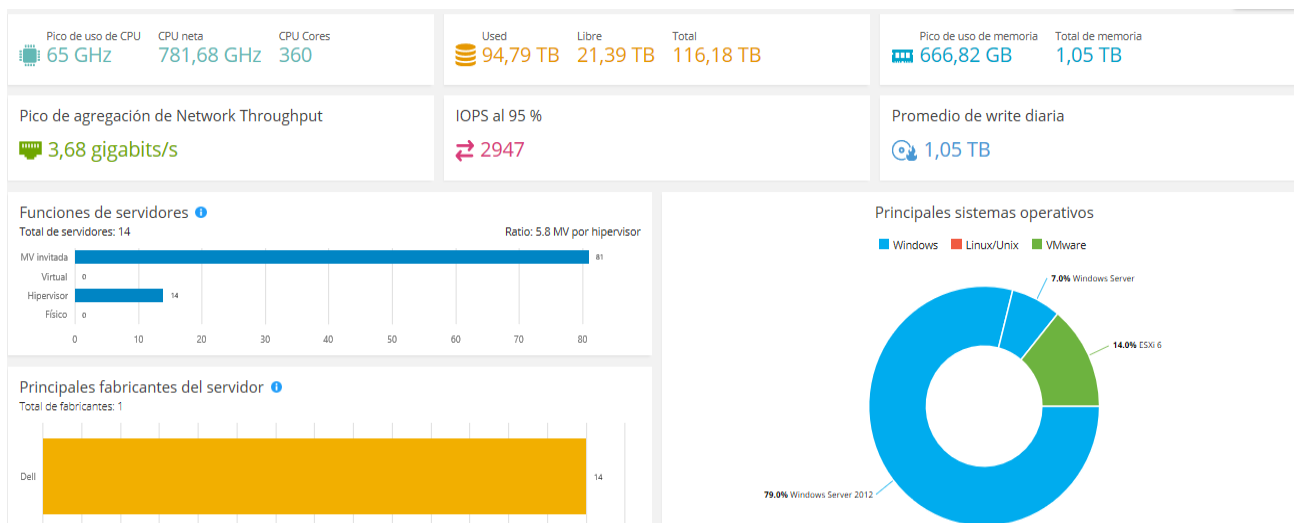 Pico de uso de CPU CPU neta CPU Cores
65 GHz 781,68 GHz 360
Used Libre Total
94,79 TB 21,39 TB 116,18 TB
Pico de uso de memoria Total de memoria
666,82 GB 1,05 TB
Pico de agregación de Network Throughput
3,68 gigabits/s
IOPS al 95 %
2947
Promedio de write diaria
1,05 TB
Funciones de servidores
Total de servidores: 14 Ratio: 5.8 MV por hipervisor
MV invitada 81
Virtual 0
Hipervisor 14
Físico 0
0 10 20 30 40 50 60 70 80
Principales fabricantes del servidor
Total de fabricantes: 1
Dell 14
Principales sistemas operativos
Windows Linux/Unix VMware
7.0% Windows Server
14.0% ESXi 6
79.0% Windows Server 2012